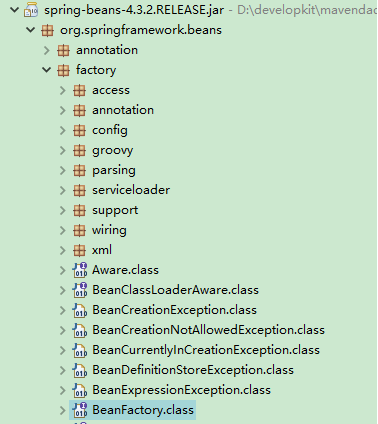 spring-beans-4.3.2.RELEASE.jar - D:\developkit\mavendac
org.springframework.beans
annotation
factory
access
annotation
config
groovy
parsing
serviceloader
support
wiring
xml
Aware.class
BeanClassLoaderAware.class
BeanCreationException.class
BeanCreationNotAllowedException.class
BeanCurrentlyInCreationException.class
BeanDefinitionStoreException.class
BeanExpressionException.class
BeanFactory.class